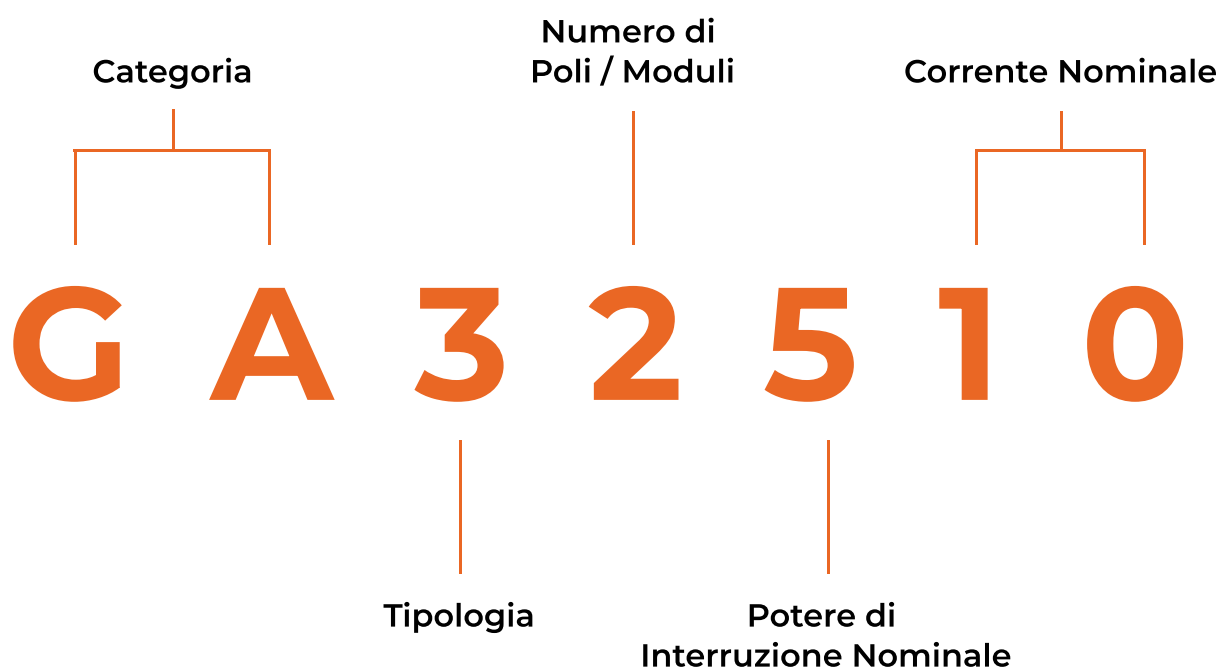 Numero di
Categoria
Poli / Moduli
Corrente Nominale
G A 3 2 5 1 0
Tipologia
Potere di
Interruzione Nominale